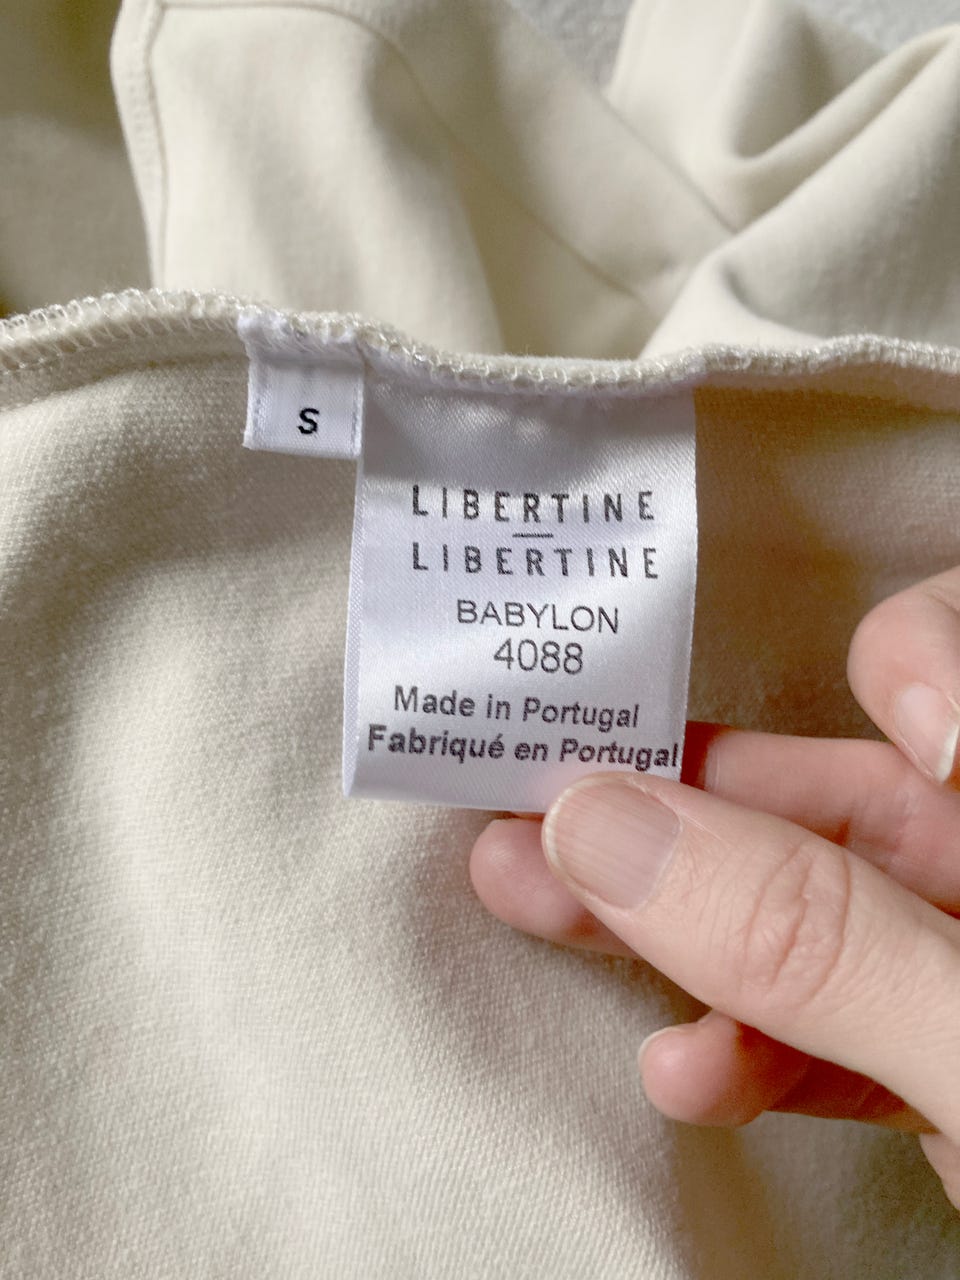 S
LIBERTINE
LIBERTINE
BABYLON
4088
Made in Portugal
Fabriqué en Portugal